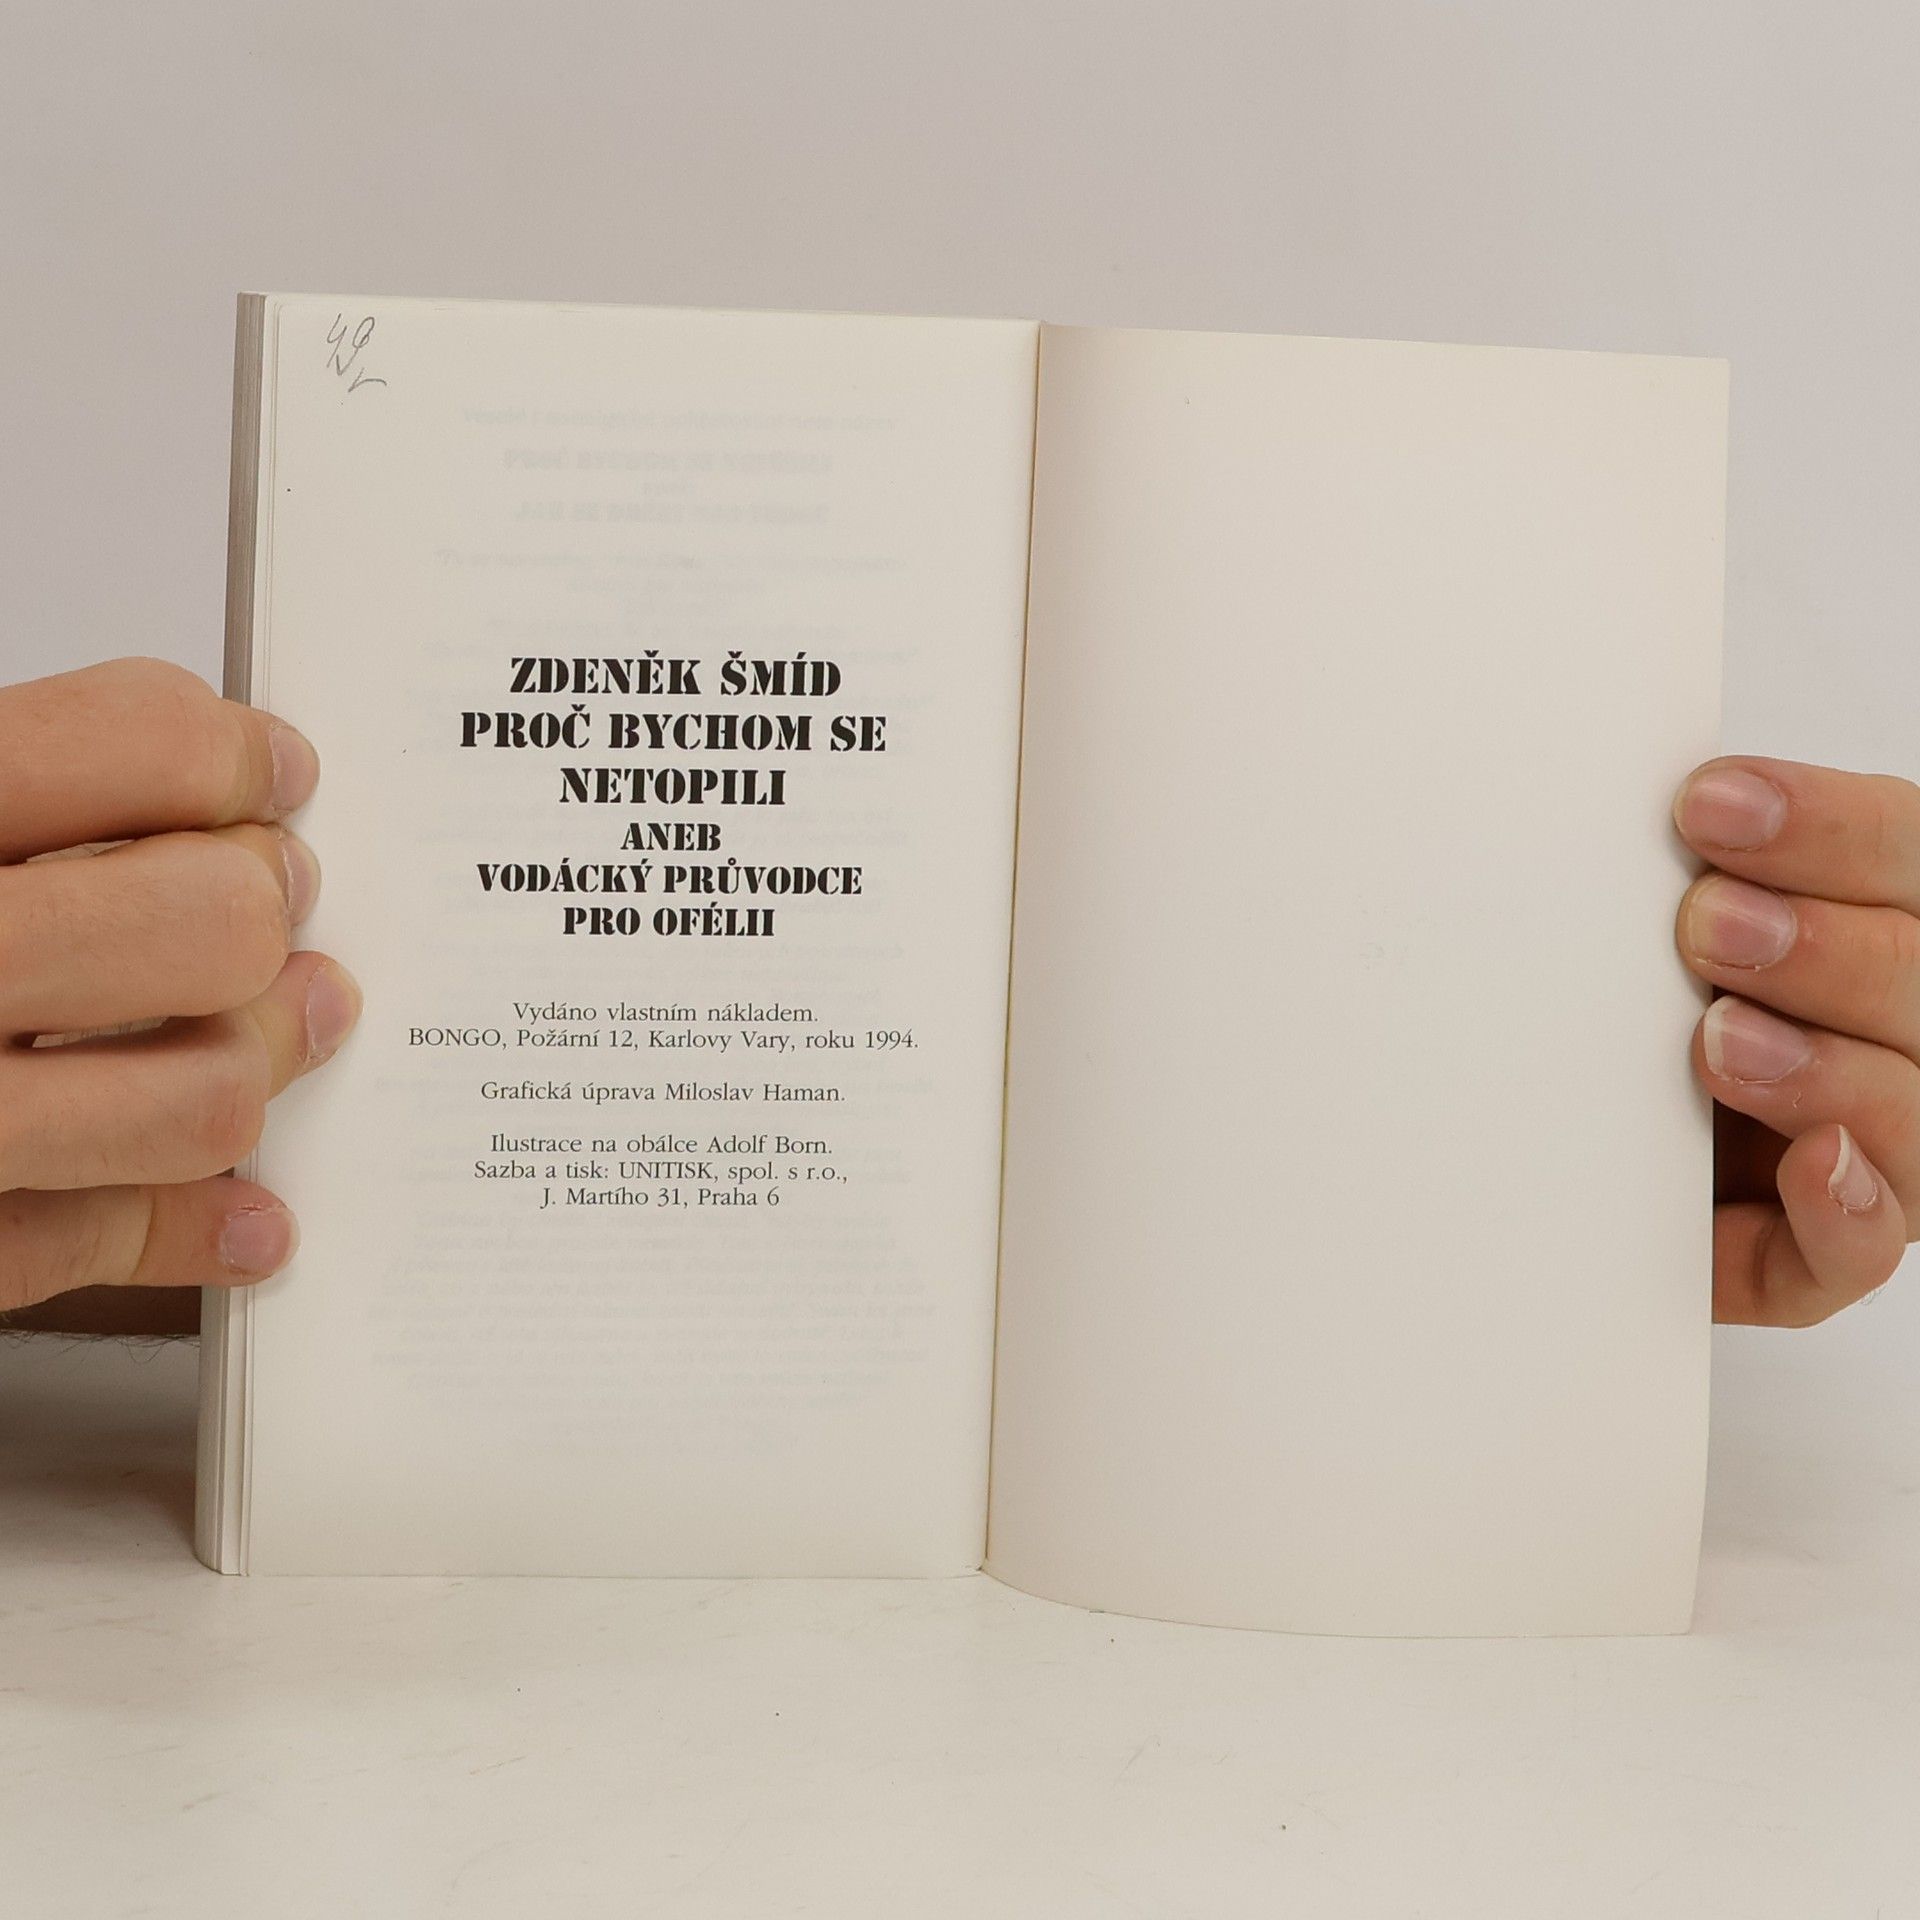 ZDENĚK ŠMÍD
PROČ BYCHOM SE
NETOPILI
ANEB
VODÁCKÝ PRŮVODCE
PRO OFÉLII
Vydáno vlastním nákladem.
BONGO, Požární 12, Karlovy Vary, roku 1994.
Grafická úprava Miloslav Haman.
Ilustrace na obálce Adolf Born.
Sazba a tisk: UNITISK, spol. s r.o.,
J. Martího 31, Praha 6